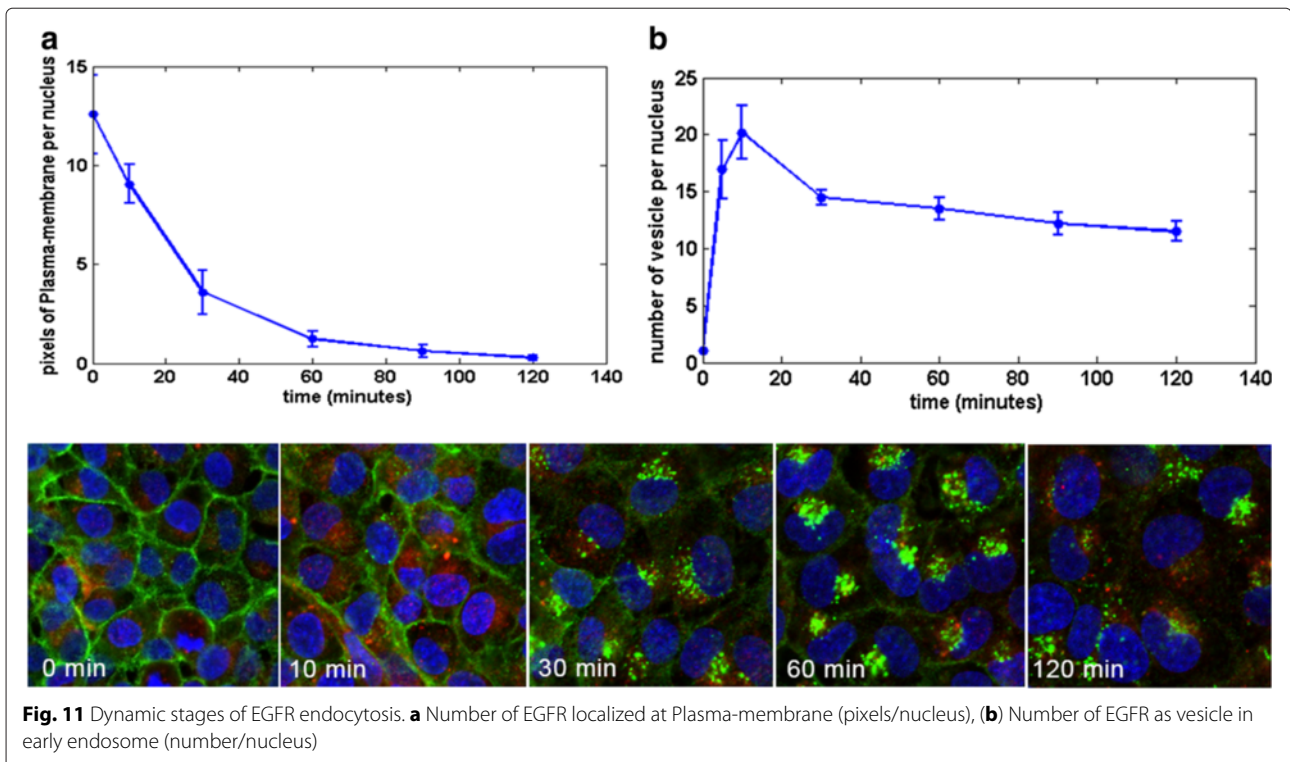 a
b
15
10
5
0
pixels of Plasma-membrane per nucleus
0 20 40 60 80 100 120 140
time (minutes)
25
20
15
10
5
0
number of vesicle per nucleus
0 20 40 60 80 100 120 140
time (minutes)
0 min 10 min 30 min 60 min 120 min
Fig. 11 Dynamic stages of EGFR endocytosis. a Number of EGFR localized at Plasma-membrane (pixels/nucleus), (b) Number of EGFR as vesicle in
early endosome (number/nucleus)